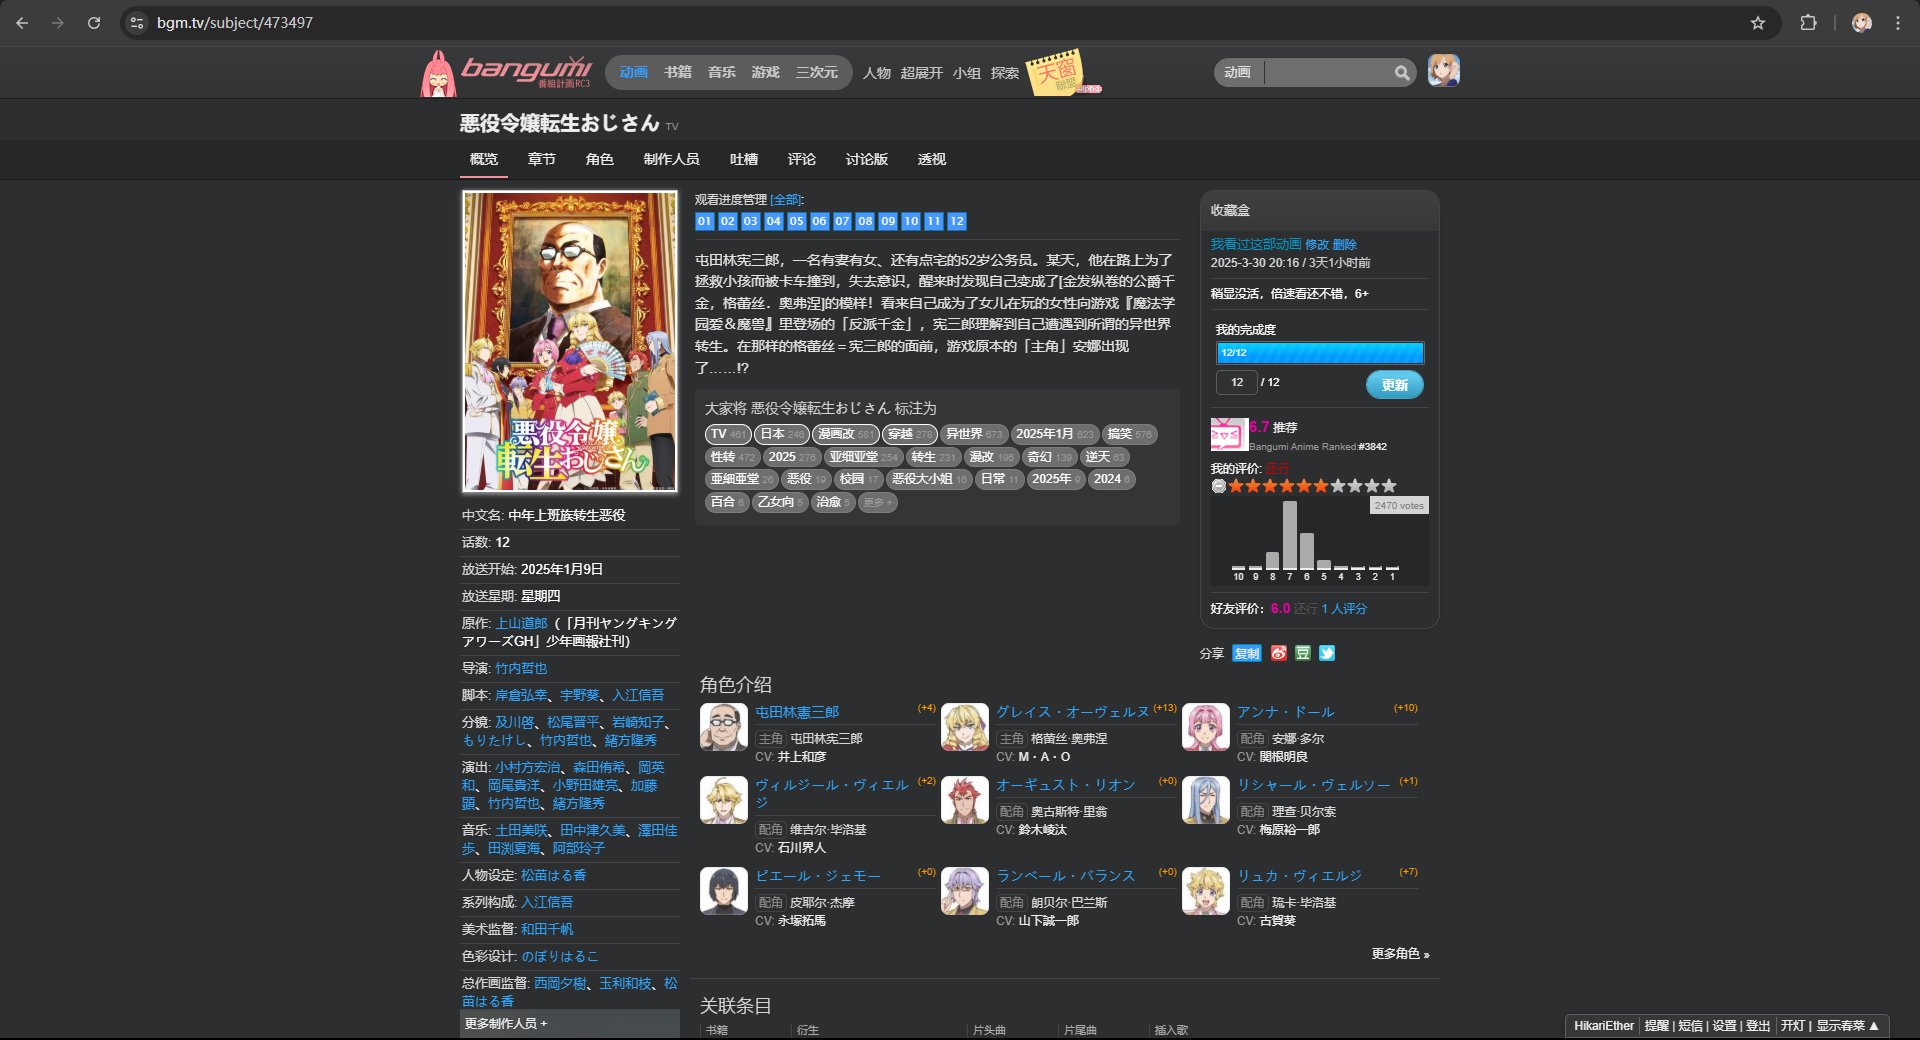 bgm.tv/subject/473497
bangumi
番組計画RC3
动画 书籍 音乐 游戏 三次元
人物 超展开 小组 探索
天窗
聯盟
alpha
动画
悪役令嬢転生おじさん TV
概览 章节 角色 制作人员 吐槽 评论 讨论版 透视
悪役令嬢
転生おじさん
中文名: 中年上班族转生恶役
话数: 12
放送开始: 2025年1月9日
放送星期: 星期四
原作: 上山道郎（「月刊ヤングキング
アワーズGH」少年画報社刊）
导演: 竹内哲也
脚本: 岸倉弘幸、宇野葵、入江信吾
分镜: 及川啓、松尾晋平、岩崎知子、
もりたけし、竹内哲也、緒方隆秀
演出: 小村方宏治、森田侑希、岡英
和、岡尾貴洋、小野田雄亮、加藤
顕、竹内哲也、緒方隆秀
音乐: 土田美咲、田中津久美、澤田佳
歩、田渕夏海、阿部玲子
人物设定: 松苗はる香
系列构成: 入江信吾
美术监督: 和田千帆
色彩设计: のぼりはるこ
总作画监督: 西岡夕樹、玉利和枝、松
苗はる香
更多制作人员 +
观看进度管理 [全部]:
01 02 03 04 05 06 07 08 09 10 11 12
屯田林宪三郎，一名有妻有女、还有点宅的52岁公务员。某天，他在路上为了
拯救小孩而被卡车撞到，失去意识，醒来时发现自己变成了[金发纵卷的公爵千
金，格蕾丝．奥弗涅]的模样！看来自己成为了女儿在玩的女性向游戏『魔法学
园爱＆魔兽』里登场的「反派千金」，宪三郎理解到自己遭遇到所谓的异世界
转生。在那样的格蕾丝＝宪三郎的面前，游戏原本的「主角」安娜出现
了……!?
大家将 悪役令嬢転生おじさん 标注为
TV 461 日本 246 漫画改 581 穿越 278 异世界 673 2025年1月 623 搞笑 576
性转 472 2025 276 亚细亚堂 254 转生 231 漫改 196 奇幻 139 逆天 63
亜細亜堂 26 恶役 19 校园 17 恶役大小姐 16 日常 11 2025年 9 2024 6
百合 6 乙女向 5 治愈 5 更多 +
收藏盒
我看过这部动画 修改 删除
2025-3-30 20:16 / 3天1小时前
稍显没活，倍速看还不错，6+
我的完成度
12/12
12 / 12
更新
6.7 推荐
Bangumi Anime Ranked:#3842
我的评价: 还行
2470 votes
10 9 8 7 6 5 4 3 2 1
好友评价: 6.0 还行 1 人评分
分享 复制
豆
角色介绍
屯田林憲三郎 (+4)
主角 屯田林宪三郎
CV: 井上和彦
グレイス・オーヴェルヌ (+13)
主角 格蕾丝·奥弗涅
CV: M・A・O
アンナ・ドール (+10)
配角 安娜·多尔
CV: 関根明良
ヴィルジール・ヴィエル
ジ (+2)
配角 维吉尔·毕洛基
CV: 石川界人
オーギュスト・リオン (+0)
配角 奥古斯特·里翁
CV: 鈴木崚汰
リシャール・ヴェルソー (+1)
配角 理查·贝尔索
CV: 梅原裕一郎
ピエール・ジェモー (+0)
配角 皮耶尔·杰摩
CV: 永塚拓馬
ランベール・バランス (+0)
配角 朗贝尔·巴兰斯
CV: 山下誠一郎
リュカ・ヴィエルジ (+7)
配角 琉卡·毕洛基
CV: 古賀葵
更多角色 »
关联条目
书籍 衍生 片头曲 片尾曲 插入歌
HikariEther 提醒 | 短信 | 设置 | 登出 开灯 | 显示春菜 ▲